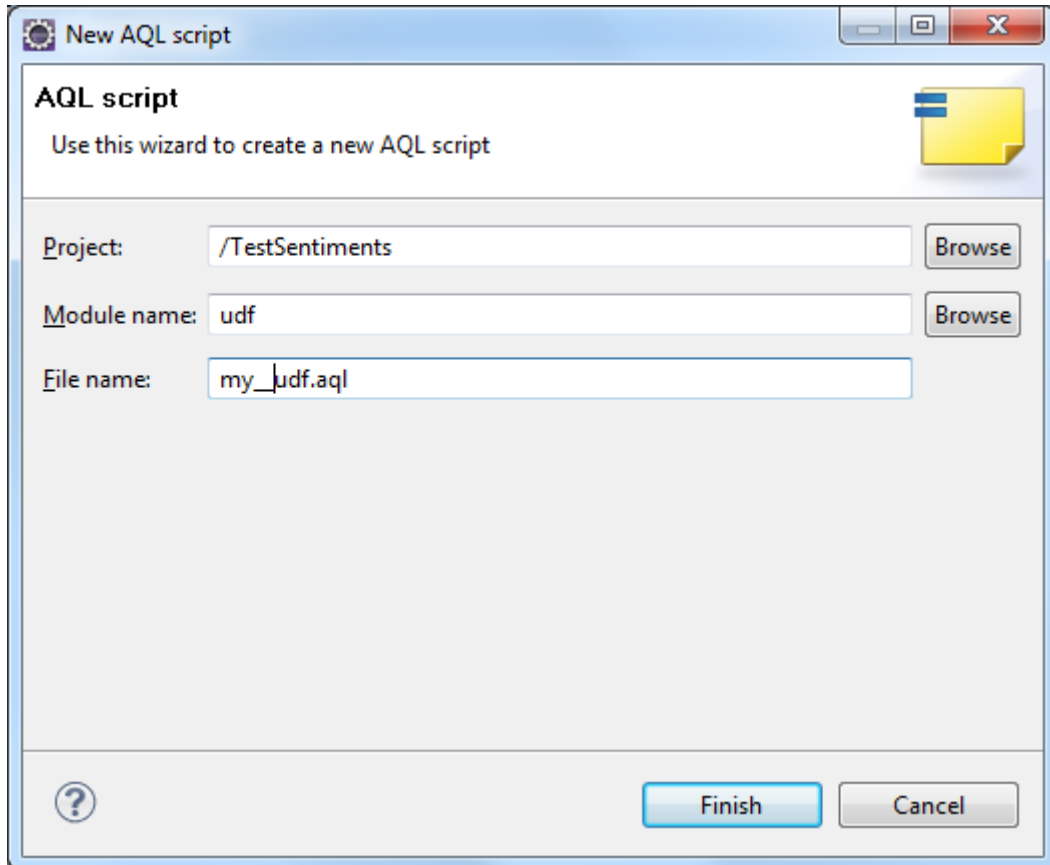 New AQL script
AQL script
Use this wizard to create a new AQL script
Project: /TestSentiments Browse
Module name: udf Browse
File name: my__udf.aql
?
Finish Cancel